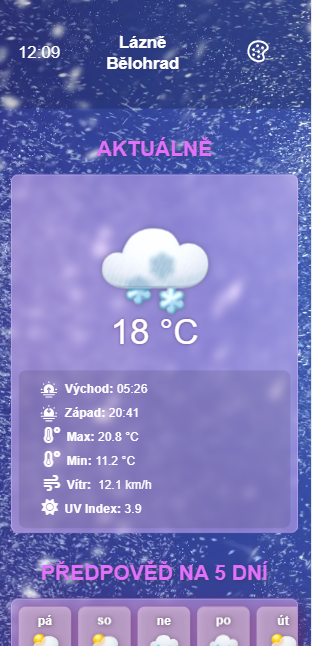 12:09
Lázně
Bělohrad
AKTUÁLNĚ
18 °C
Východ: 05:26
Západ: 20:41
Max: 20.8 °C
Min: 11.2 °C
Vítr: 12.1 km/h
UV Index: 3.9
PŘEDPOVĚĎ NA 5 DNÍ
pá so ne po út